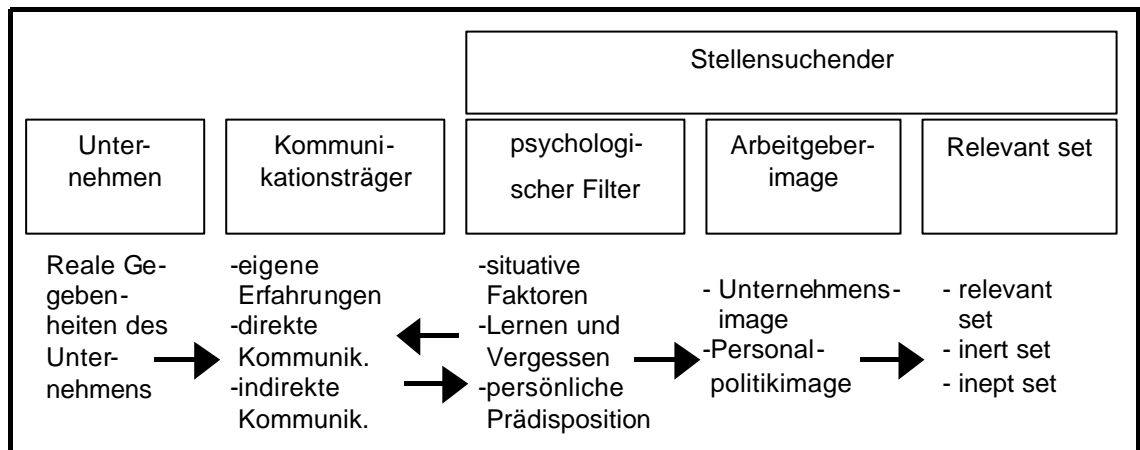 Stellensuchender
Unter-
nehmen
Kommuni-
kationsträger
psychologi-
scher Filter
Arbeitgeber-
image
Relevant set
Reale Ge-
geben-
heiten des
Unter-
nehmens
-eigene
Erfahrungen
-direkte
Kommunik.
-indirekte
Kommunik.
-situative
Faktoren
-Lernen und
Vergessen
-persönliche
Prädisposition
- Unternehmens-
image
-Personal-
politikimage
- relevant
set
- inert set
- inept set